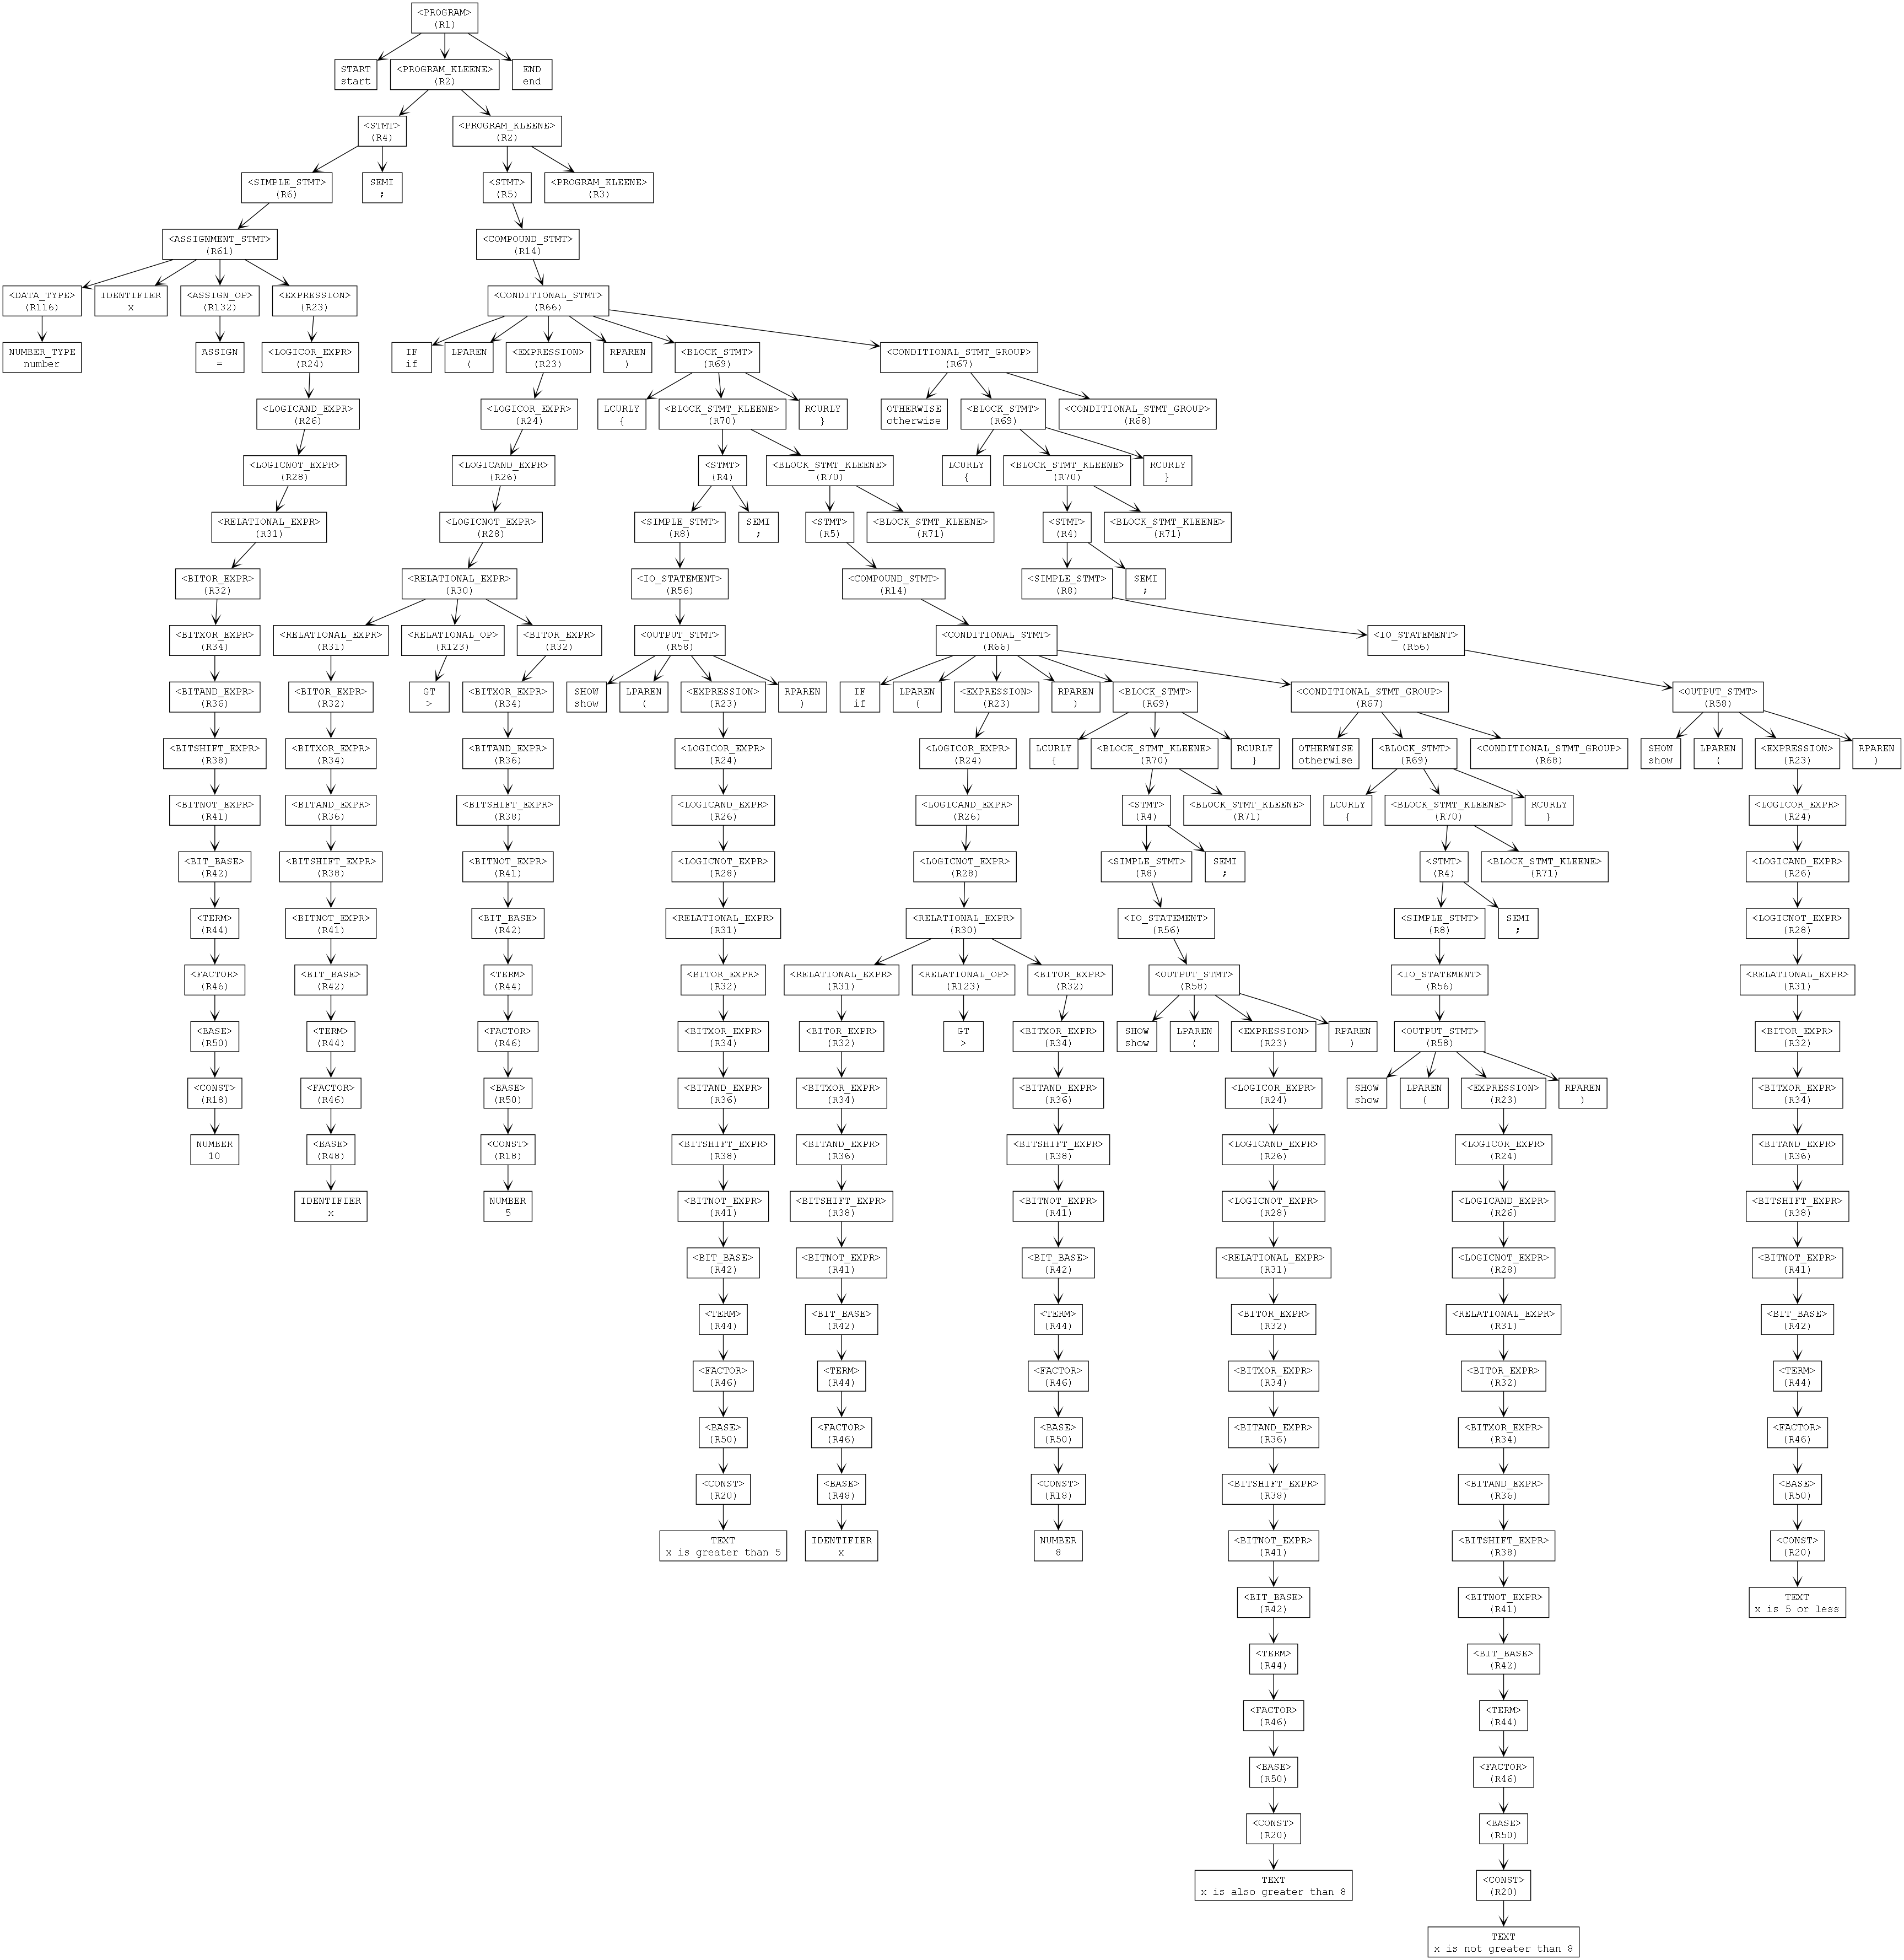 <PROGRAM>
(R1)
START
start
<PROGRAM_KLEENE>
(R2)
END
end
<STMT>
(R4)
<PROGRAM_KLEENE>
(R2)
<SIMPLE_STMT>
(R6)
SEMI
;
<STMT>
(R5)
<PROGRAM_KLEENE>
(R3)
<ASSIGNMENT_STMT>
(R61)
<COMPOUND_STMT>
(R14)
<DATA_TYPE>
(R116)
IDENTIFIER
x
<ASSIGN_OP>
(R132)
<EXPRESSION>
(R23)
<CONDITIONAL_STMT>
(R66)
NUMBER_TYPE
number
ASSIGN
=
<LOGICOR_EXPR>
(R24)
IF
if
LPAREN
(
<EXPRESSION>
(R23)
RPAREN
)
<BLOCK_STMT>
(R69)
<CONDITIONAL_STMT_GROUP>
(R67)
<LOGICAND_EXPR>
(R26)
<LOGICOR_EXPR>
(R24)
LCURLY
{
<BLOCK_STMT_KLEENE>
(R70)
RCURLY
}
OTHERWISE
otherwise
<BLOCK_STMT>
(R69)
<CONDITIONAL_STMT_GROUP>
(R68)
<LOGICNOT_EXPR>
(R28)
<LOGICAND_EXPR>
(R26)
<STMT>
(R4)
<BLOCK_STMT_KLEENE>
(R70)
LCURLY
{
<BLOCK_STMT_KLEENE>
(R70)
RCURLY
}
<RELATIONAL_EXPR>
(R31)
<LOGICNOT_EXPR>
(R28)
<SIMPLE_STMT>
(R8)
SEMI
;
<STMT>
(R5)
<BLOCK_STMT_KLEENE>
(R71)
<STMT>
(R4)
<BLOCK_STMT_KLEENE>
(R71)
<BITOR_EXPR>
(R32)
<RELATIONAL_EXPR>
(R30)
<IO_STATEMENT>
(R56)
<COMPOUND_STMT>
(R14)
<SIMPLE_STMT>
(R8)
SEMI
;
<BITXOR_EXPR>
(R34)
<RELATIONAL_EXPR>
(R31)
<RELATIONAL_OP>
(R123)
<BITOR_EXPR>
(R32)
<OUTPUT_STMT>
(R58)
<CONDITIONAL_STMT>
(R66)
<IO_STATEMENT>
(R56)
<BITAND_EXPR>
(R36)
<BITOR_EXPR>
(R32)
GT
>
<BITXOR_EXPR>
(R34)
SHOW
show
LPAREN
(
<EXPRESSION>
(R23)
RPAREN
)
IF
if
LPAREN
(
<EXPRESSION>
(R23)
RPAREN
)
<BLOCK_STMT>
(R69)
<CONDITIONAL_STMT_GROUP>
(R67)
<OUTPUT_STMT>
(R58)
<BITSHIFT_EXPR>
(R38)
<BITXOR_EXPR>
(R34)
<BITAND_EXPR>
(R36)
<LOGICOR_EXPR>
(R24)
<LOGICOR_EXPR>
(R24)
LCURLY
{
<BLOCK_STMT_KLEENE>
(R70)
RCURLY
}
OTHERWISE
otherwise
<BLOCK_STMT>
(R69)
<CONDITIONAL_STMT_GROUP>
(R68)
SHOW
show
LPAREN
(
<EXPRESSION>
(R23)
RPAREN
)
<BITNOT_EXPR>
(R41)
<BITAND_EXPR>
(R36)
<BITSHIFT_EXPR>
(R38)
<LOGICAND_EXPR>
(R26)
<LOGICAND_EXPR>
(R26)
<STMT>
(R4)
<BLOCK_STMT_KLEENE>
(R71)
LCURLY
{
<BLOCK_STMT_KLEENE>
(R70)
RCURLY
}
<LOGICOR_EXPR>
(R24)
<BIT_BASE>
(R42)
<BITSHIFT_EXPR>
(R38)
<BITNOT_EXPR>
(R41)
<LOGICNOT_EXPR>
(R28)
<LOGICNOT_EXPR>
(R28)
<SIMPLE_STMT>
(R8)
SEMI
;
<STMT>
(R4)
<BLOCK_STMT_KLEENE>
(R71)
<LOGICAND_EXPR>
(R26)
<TERM>
(R44)
<BITNOT_EXPR>
(R41)
<BIT_BASE>
(R42)
<RELATIONAL_EXPR>
(R31)
<RELATIONAL_EXPR>
(R30)
<IO_STATEMENT>
(R56)
<SIMPLE_STMT>
(R8)
SEMI
;
<LOGICNOT_EXPR>
(R28)
<FACTOR>
(R46)
<BIT_BASE>
(R42)
<TERM>
(R44)
<BITOR_EXPR>
(R32)
<RELATIONAL_EXPR>
(R31)
<RELATIONAL_OP>
(R123)
<BITOR_EXPR>
(R32)
<OUTPUT_STMT>
(R58)
<IO_STATEMENT>
(R56)
<RELATIONAL_EXPR>
(R31)
<BASE>
(R50)
<TERM>
(R44)
<FACTOR>
(R46)
<BITXOR_EXPR>
(R34)
<BITOR_EXPR>
(R32)
GT
>
<BITXOR_EXPR>
(R34)
SHOW
show
LPAREN
(
<EXPRESSION>
(R23)
RPAREN
)
<OUTPUT_STMT>
(R58)
<BITOR_EXPR>
(R32)
<CONST>
(R18)
<FACTOR>
(R46)
<BASE>
(R50)
<BITAND_EXPR>
(R36)
<BITXOR_EXPR>
(R34)
<BITAND_EXPR>
(R36)
<LOGICOR_EXPR>
(R24)
SHOW
show
LPAREN
(
<EXPRESSION>
(R23)
RPAREN
)
<BITXOR_EXPR>
(R34)
NUMBER
10
<BASE>
(R48)
<CONST>
(R18)
<BITSHIFT_EXPR>
(R38)
<BITAND_EXPR>
(R36)
<BITSHIFT_EXPR>
(R38)
<LOGICAND_EXPR>
(R26)
<LOGICOR_EXPR>
(R24)
<BITAND_EXPR>
(R36)
IDENTIFIER
x
NUMBER
5
<BITNOT_EXPR>
(R41)
<BITSHIFT_EXPR>
(R38)
<BITNOT_EXPR>
(R41)
<LOGICNOT_EXPR>
(R28)
<LOGICAND_EXPR>
(R26)
<BITSHIFT_EXPR>
(R38)
<BIT_BASE>
(R42)
<BITNOT_EXPR>
(R41)
<BIT_BASE>
(R42)
<RELATIONAL_EXPR>
(R31)
<LOGICNOT_EXPR>
(R28)
<BITNOT_EXPR>
(R41)
<TERM>
(R44)
<BIT_BASE>
(R42)
<TERM>
(R44)
<BITOR_EXPR>
(R32)
<RELATIONAL_EXPR>
(R31)
<BIT_BASE>
(R42)
<FACTOR>
(R46)
<TERM>
(R44)
<FACTOR>
(R46)
<BITXOR_EXPR>
(R34)
<BITOR_EXPR>
(R32)
<TERM>
(R44)
<BASE>
(R50)
<FACTOR>
(R46)
<BASE>
(R50)
<BITAND_EXPR>
(R36)
<BITXOR_EXPR>
(R34)
<FACTOR>
(R46)
<CONST>
(R20)
<BASE>
(R48)
<CONST>
(R18)
<BITSHIFT_EXPR>
(R38)
<BITAND_EXPR>
(R36)
<BASE>
(R50)
TEXT
x is greater than 5
IDENTIFIER
x
NUMBER
8
<BITNOT_EXPR>
(R41)
<BITSHIFT_EXPR>
(R38)
<CONST>
(R20)
<BIT_BASE>
(R42)
<BITNOT_EXPR>
(R41)
TEXT
x is 5 or less
<TERM>
(R44)
<BIT_BASE>
(R42)
<FACTOR>
(R46)
<TERM>
(R44)
<BASE>
(R50)
<FACTOR>
(R46)
<CONST>
(R20)
<BASE>
(R50)
TEXT
x is also greater than 8
<CONST>
(R20)
TEXT
x is not greater than 8